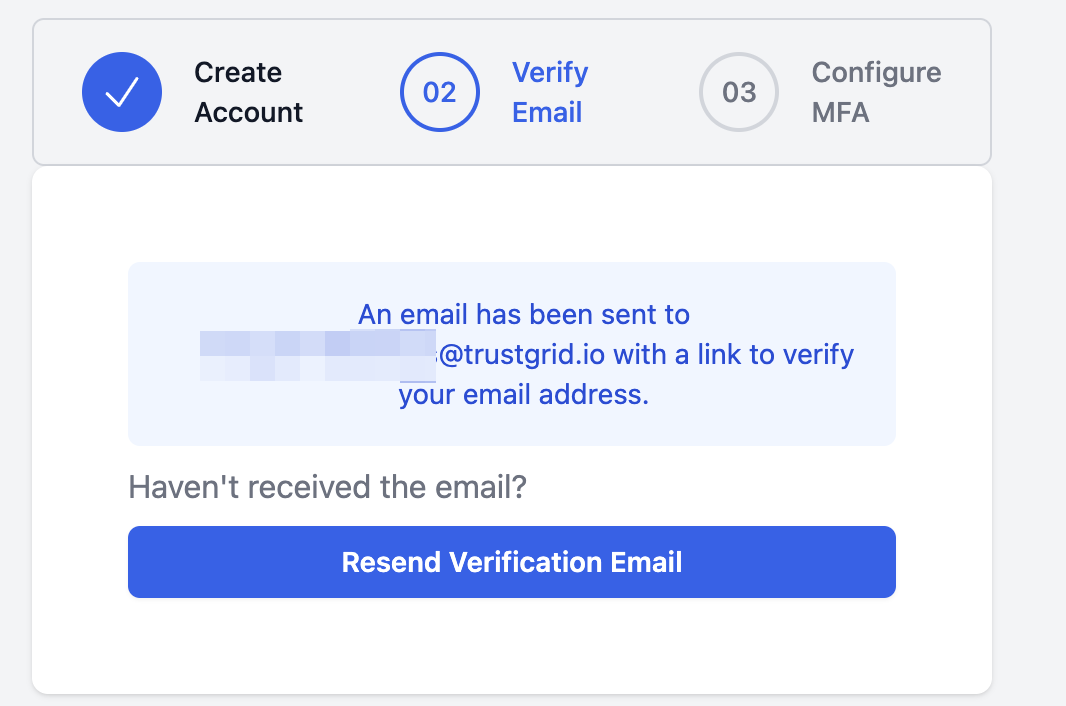 Create
Account
02
Verify
Email
03
Configure
MFA
An email has been sent to
@trustgrid.io with a link to verify
your email address.
Haven't received the email?
Resend Verification Email